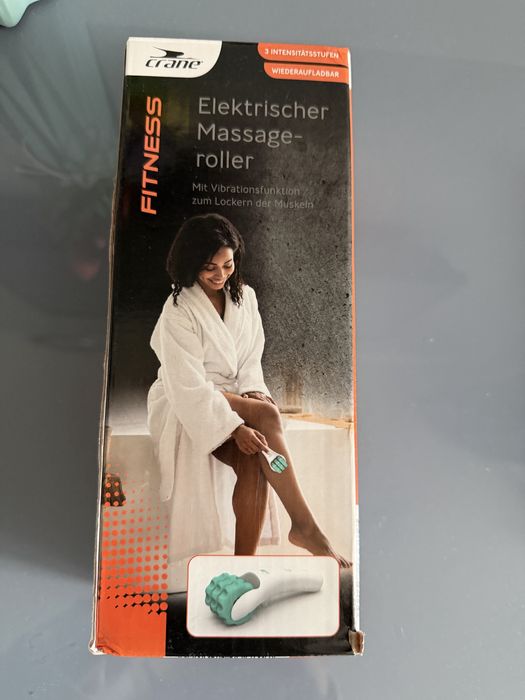 crane
3 INTENSITÄTSSTUFEN
WIEDERAUFLADBAR
FITNESS
Elektrischer
Massage-
roller
Mit Vibrationsfunktion
zum Lockern der Muskeln